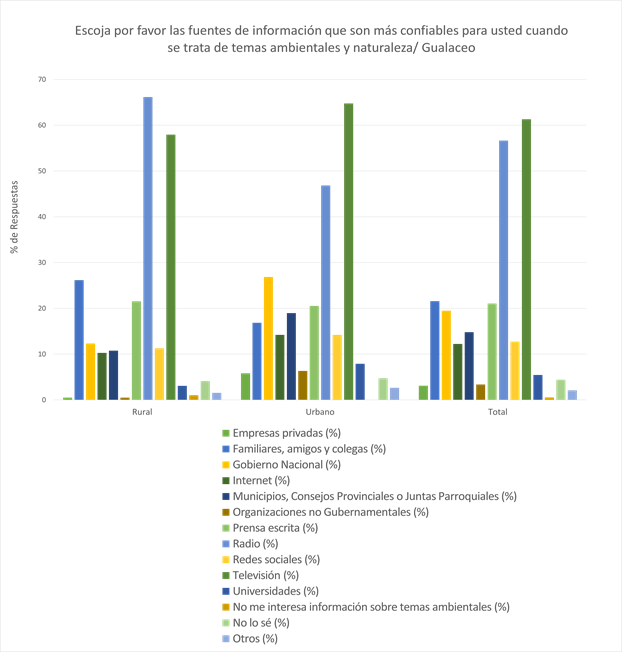 Escoja por favor las fuentes de información que son más confiables para usted cuando
se trata de temas ambientales y naturaleza/ Gualaceo
% de Respuestas
70
60
50
40
30
20
10
0
Rural
Urbano
Total
Empresas privadas (%)
Familiares, amigos y colegas (%)
Gobierno Nacional (%)
Internet (%)
Municipios, Consejos Provinciales o Juntas Parroquiales (%)
Organizaciones no Gubernamentales (%)
Prensa escrita (%)
Radio (%)
Redes sociales (%)
Televisión (%)
Universidades (%)
No me interesa información sobre temas ambientales (%)
No lo sé (%)
Otros (%)